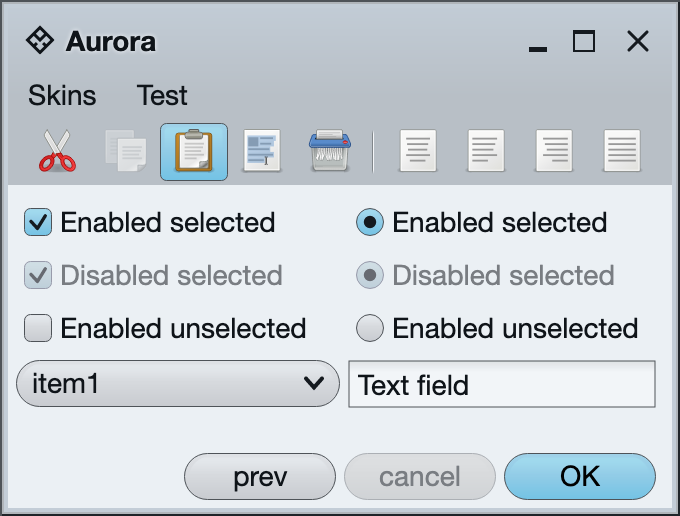 Aurora
Skins Test
Enabled selected Enabled selected
Disabled selected Disabled selected
Enabled unselected Enabled unselected
item1 Text field
prev cancel OK